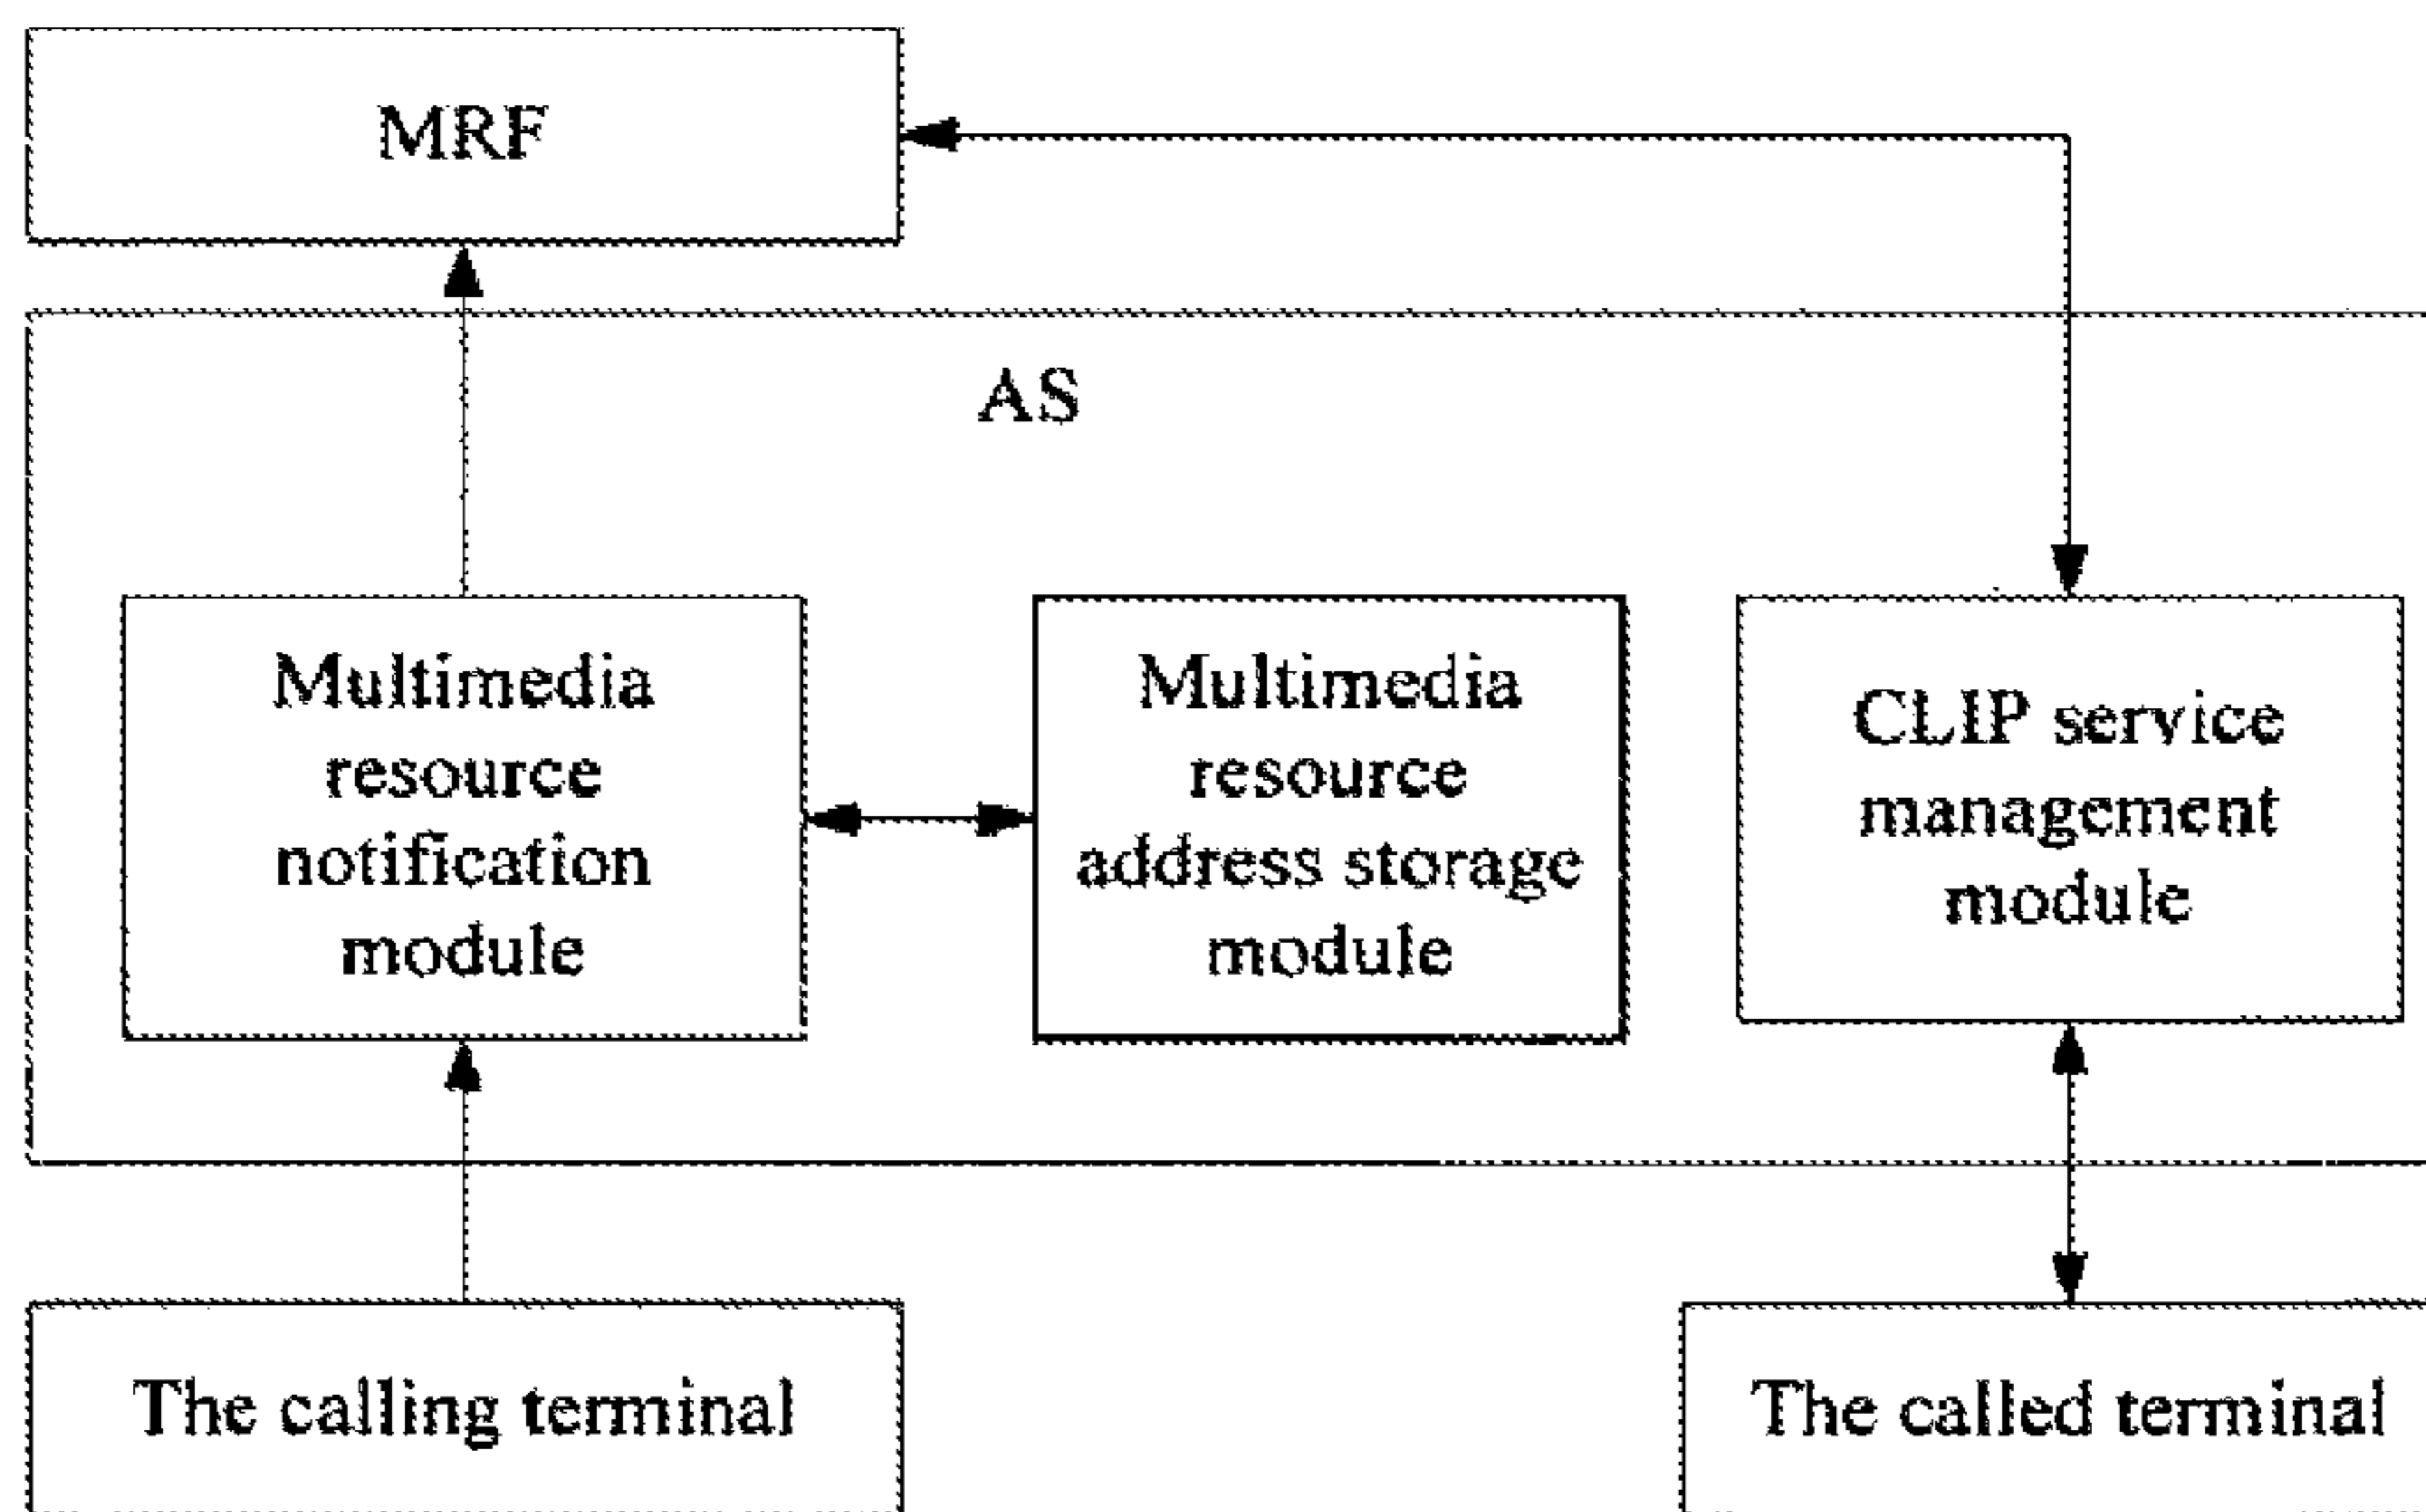 MRF
AS
Multimedia
resource
notification
module
Multimedia
resource
address storage
module
CLIP service
management
module
The calling terminal
The called terminal